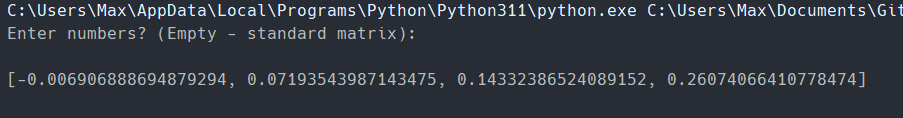 C:\Users\Max\AppData\Local\Programs\Python\Python311\python.exe C:\Users\Max\Documents\Git
Enter numbers? (Empty - standard matrix):
[-0.006906888694879294, 0.07193543987143475, 0.14332386524089152, 0.26074066410778474]